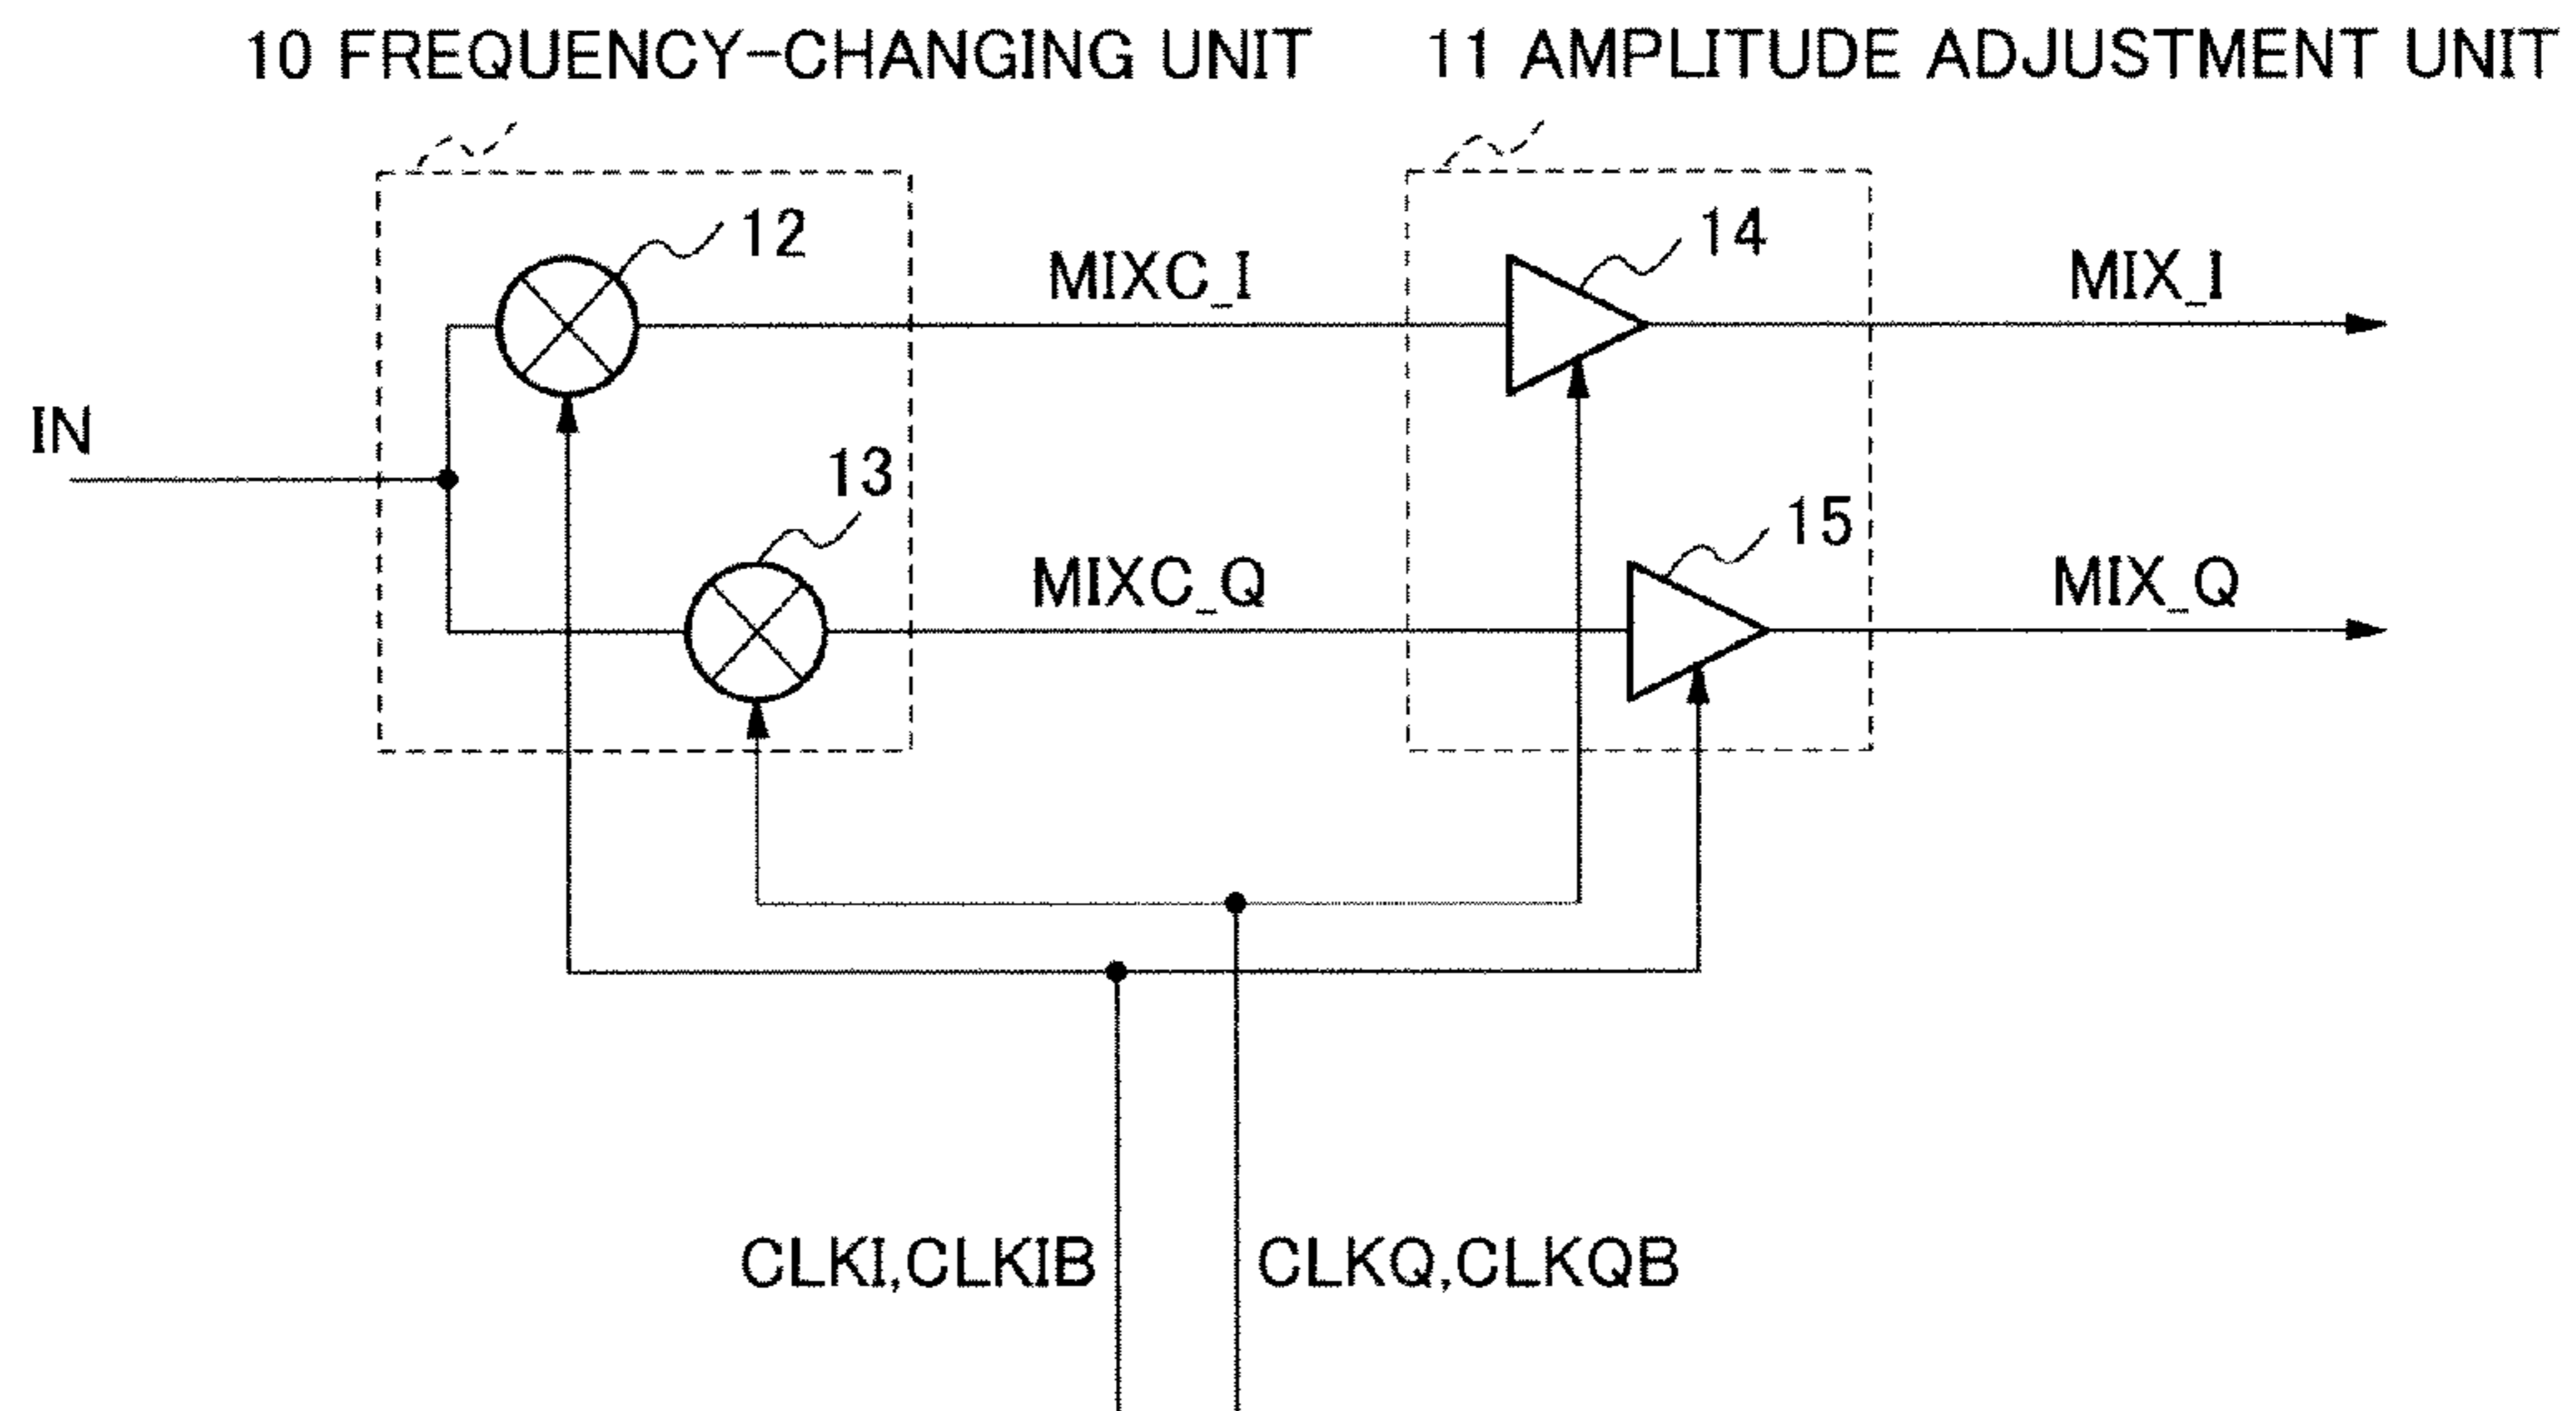 10 FREQUENCY-CHANGING UNIT
11 AMPLITUDE ADJUSTMENT UNIT
12
14
MIXC_I
MIX_I
IN
13
15
MIXC_Q
MIX_Q
CLKI,CLKIB
CLKQ,CLKQB